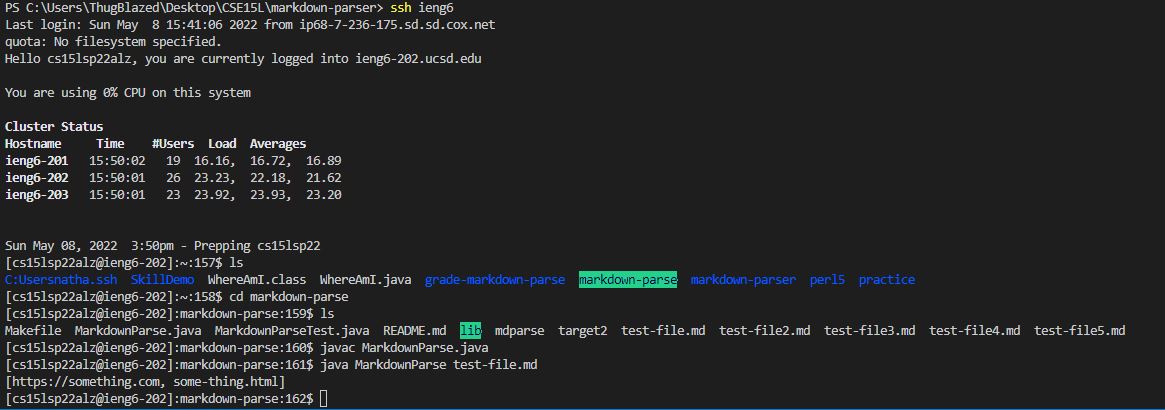 PS C:\Users\ThugBlazed\Desktop\CSE15L\markdown-parser> ssh ieng6
Last login: Sun May  8 15:41:06 2022 from ip68-7-236-175.sd.sd.cox.net
quota: No filesystem specified.
Hello cs15lsp22alz, you are currently logged into ieng6-202.ucsd.edu
You are using 0% CPU on this system
Cluster Status
Hostname     Time    #Users  Load  Averages
ieng6-201   15:50:02   19  16.16,  16.72,  16.89
ieng6-202   15:50:01   26  23.23,  22.18,  21.62
ieng6-203   15:50:01   23  23.92,  23.93,  23.20
Sun May 08, 2022  3:50pm - Prepping cs15lsp22
[cs15lsp22alz@ieng6-202]:~:157$ ls
C:Usersnatha.ssh  SkillDemo  WhereAmI.class  WhereAmI.java  grade-markdown-parse  markdown-parse  markdown-parser  perl5  practice
[cs15lsp22alz@ieng6-202]:~:158$ cd markdown-parse
[cs15lsp22alz@ieng6-202]:markdown-parse:159$ ls
Makefile  MarkdownParse.java  MarkdownParseTest.java  README.md  lib  mdparse  target2  test-file.md  test-file2.md  test-file3.md  test-file4.md  test-file5.md
[cs15lsp22alz@ieng6-202]:markdown-parse:160$ javac MarkdownParse.java
[cs15lsp22alz@ieng6-202]:markdown-parse:161$ java MarkdownParse test-file.md
[https://something.com, some-thing.html]
[cs15lsp22alz@ieng6-202]:markdown-parse:162$